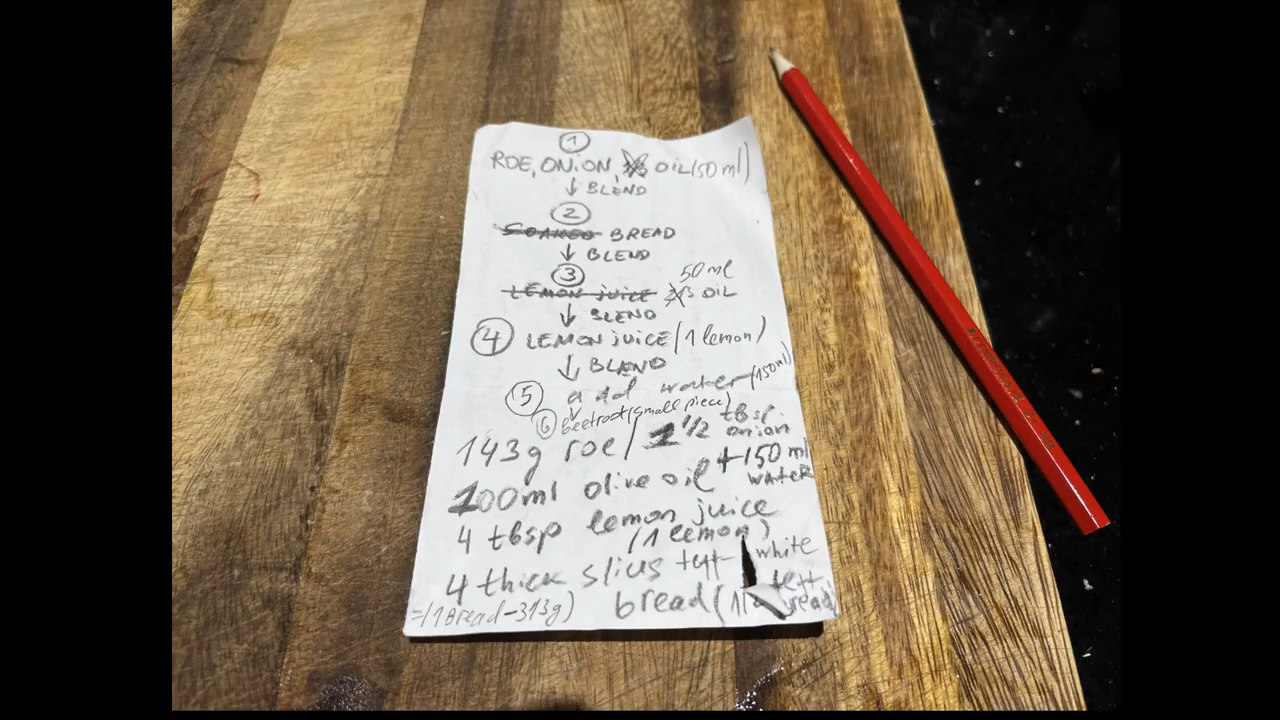 1
ROE, ONION, OIL (50 ml)
↓ BLEND
2
SOAKED BREAD
↓ BLEND
3
50 ml
LEMON JUICE OIL
↓ BLEND
4 LEMON JUICE (1 lemon)
↓ BLEND
5 add water (150 ml)
6 beetroot (small piece)
143g roe / 1 1/2 tbsp. onion
100ml olive oil +150 ml WATER
4 tbsp lemon juice
(1 lemon)
4 thick slices white
bread
=(1 Bread-313g)